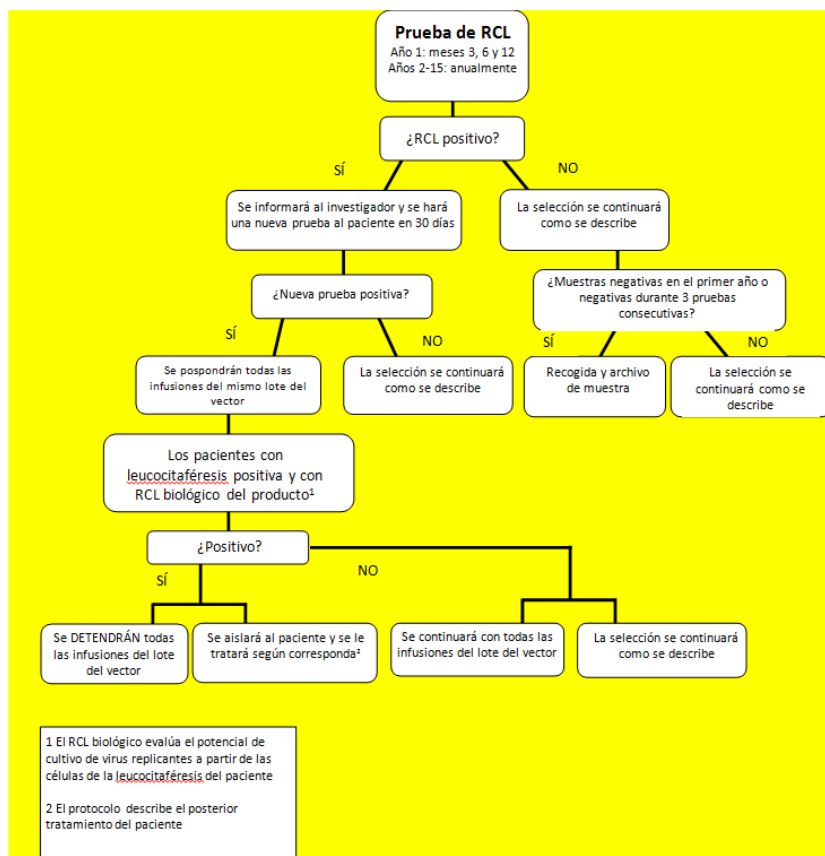 Prueba de RCL
Año 1: meses 3, 6 y 12
Años 2-15: anualmente
¿RCL positivo?
SÍ
NO
Se informará al investigador y se hará
una nueva prueba al paciente en 30 días
La selección se continuará
como se describe
¿Nueva prueba positiva?
¿Muestras negativas en el primer año o
negativas durante 3 pruebas
consecutivas?
SÍ
NO
SÍ
NO
Se pospondrán todas las
infusiones del mismo lote del
vector
La selección se continuará
como se describe
Recogida y archivo
de muestra
La selección se
continuará como se
describe
Los pacientes con
leucocitaféresis positiva y con
RCL biológico del producto¹
¿Positivo?
SÍ
NO
Se DETENDRÁN todas
las infusiones del lote
del vector
Se aislará al paciente y se le
tratará según corresponda²
Se continuará con todas las
infusiones del lote del vector
La selección se continuará
como se describe
1 El RCL biológico evalúa el potencial de
cultivo de virus replicantes a partir de las
células de la leucocitaféresis del paciente
2 El protocolo describe el posterior
tratamiento del paciente